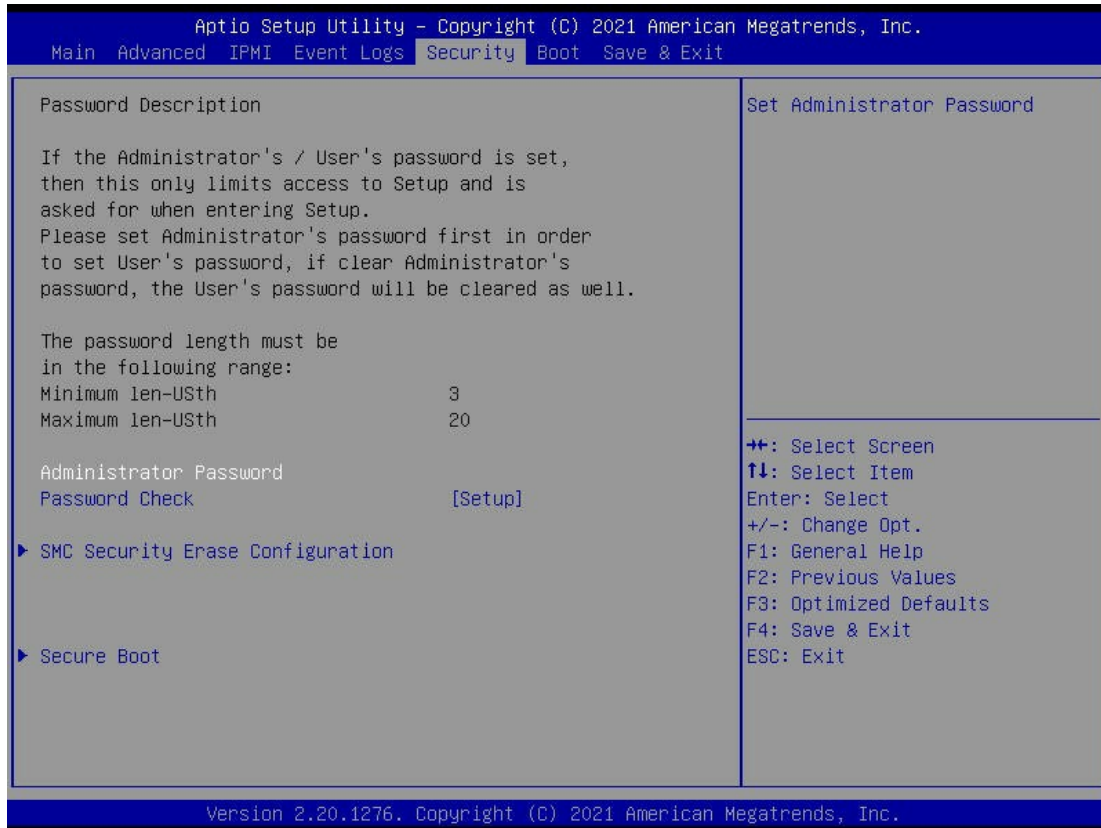 Aptio Setup Utility – Copyright (C) 2021 American Megatrends, Inc.
Main Advanced IPMI Event Logs Security Boot Save & Exit
Password Description
If the Administrator's / User's password is set,
then this only limits access to Setup and is
asked for when entering Setup.
Please set Administrator's password first in order
to set User's password, if clear Administrator's
password, the User's password will be cleared as well.
The password length must be
in the following range:
Minimum len-USth 3
Maximum len-USth 20
Administrator Password
Password Check [Setup]
▶ SMC Security Erase Configuration
▶ Secure Boot
Set Administrator Password
→←: Select Screen
↑↓: Select Item
Enter: Select
+/-: Change Opt.
F1: General Help
F2: Previous Values
F3: Optimized Defaults
F4: Save & Exit
ESC: Exit
Version 2.20.1276. Copyright (C) 2021 American Megatrends, Inc.